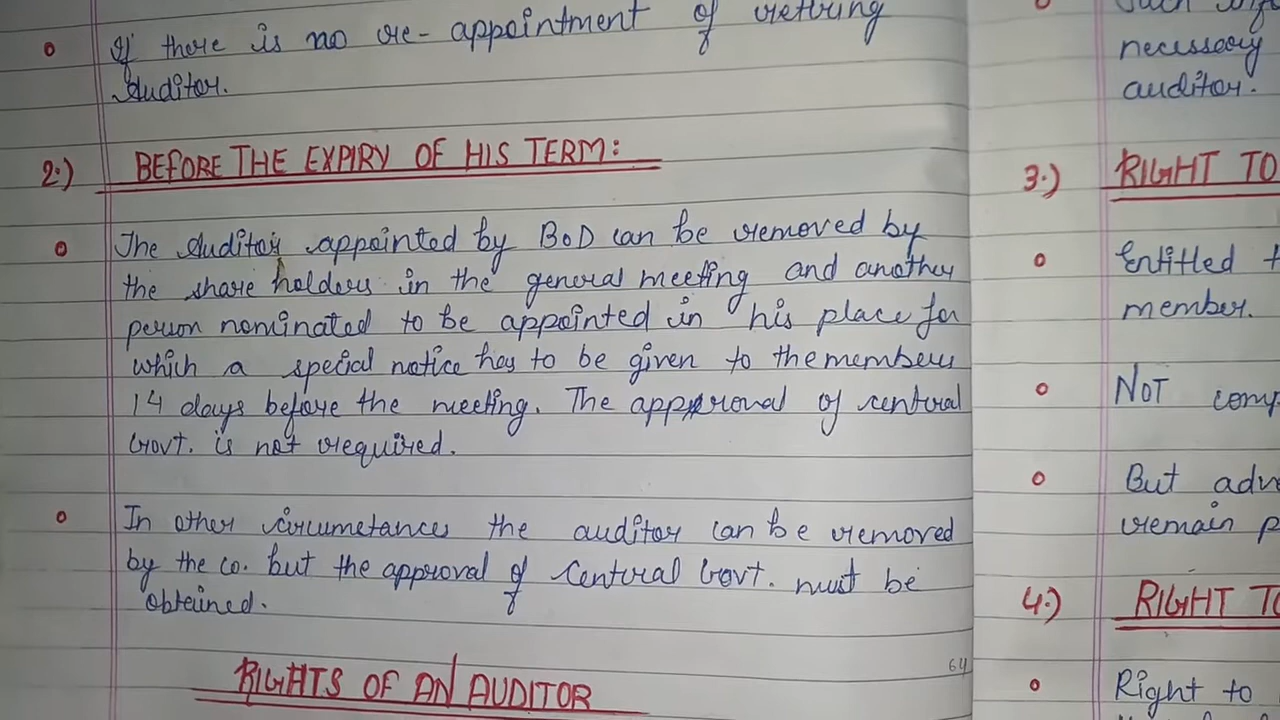 If there is no re-appointment of retiring
Auditor.
2.) BEFORE THE EXPIRY OF HIS TERM:
The Auditor appointed by BoD can be removed by
the share holders in the general meeting and another
person nominated to be appointed in his place for
which a special notice has to be given to the members
14 days before the meeting. The approval of central
Govt. is not required.
In other circumetances the auditor can be removed
by the co. but the approval of Central Govt. must be
obtained.
64
RIGHTS OF AN AUDITOR
necessary
auditor.
3.) RIGHT TO
Entitled
member.
NOT
But
remain
4.) RIGHT TO
Right to